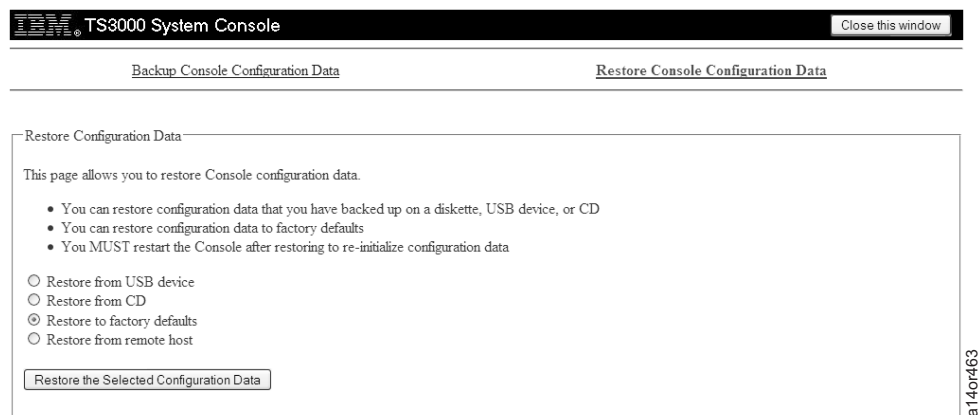 IBM® TS3000 System Console
Close this window
Backup Console Configuration Data
Restore Console Configuration Data
Restore Configuration Data
This page allows you to restore Console configuration data.
• You can restore configuration data that you have backed up on a diskette, USB device, or CD
• You can restore configuration data to factory defaults
• You MUST restart the Console after restoring to re-initialize configuration data
Restore from USB device
Restore from CD
Restore to factory defaults
Restore from remote host
Restore the Selected Configuration Data
a14or463